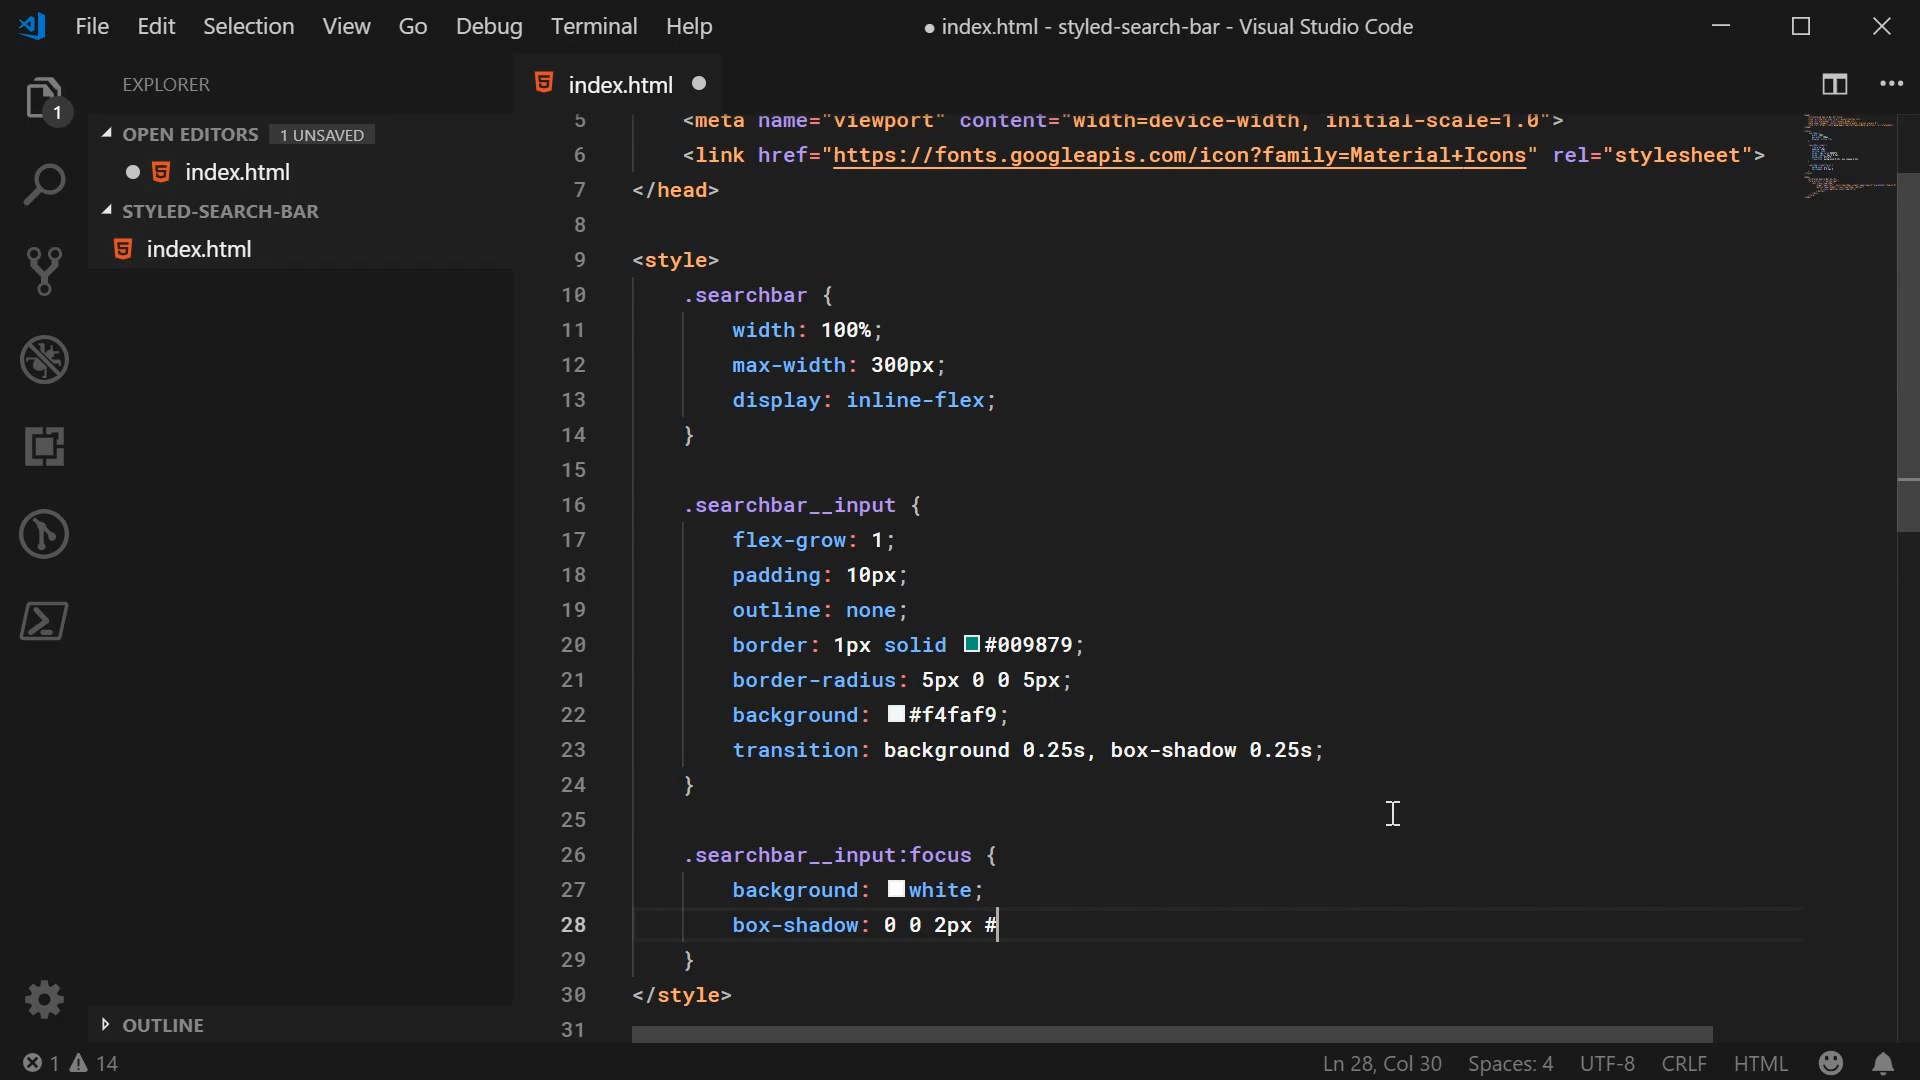 File Edit Selection View Go Debug Terminal Help
● index.html - styled-search-bar - Visual Studio Code
1
EXPLORER
OPEN EDITORS 1 UNSAVED
index.html
STYLED-SEARCH-BAR
index.html
OUTLINE
index.html
5 <meta name="viewport" content="width=device-width, initial-scale=1.0">
6 <link href="https://fonts.googleapis.com/icon?family=Material+Icons" rel="stylesheet">
7 </head>
8
9 <style>
10 .searchbar {
11 width: 100%;
12 max-width: 300px;
13 display: inline-flex;
14 }
15
16 .searchbar__input {
17 flex-grow: 1;
18 padding: 10px;
19 outline: none;
20 border: 1px solid #009879;
21 border-radius: 5px 0 0 5px;
22 background: #f4faf9;
23 transition: background 0.25s, box-shadow 0.25s;
24 }
25
26 .searchbar__input:focus {
27 background: white;
28 box-shadow: 0 0 2px #
29 }
30 </style>
31
1 14
Ln 28, Col 30 Spaces: 4 UTF-8 CRLF HTML